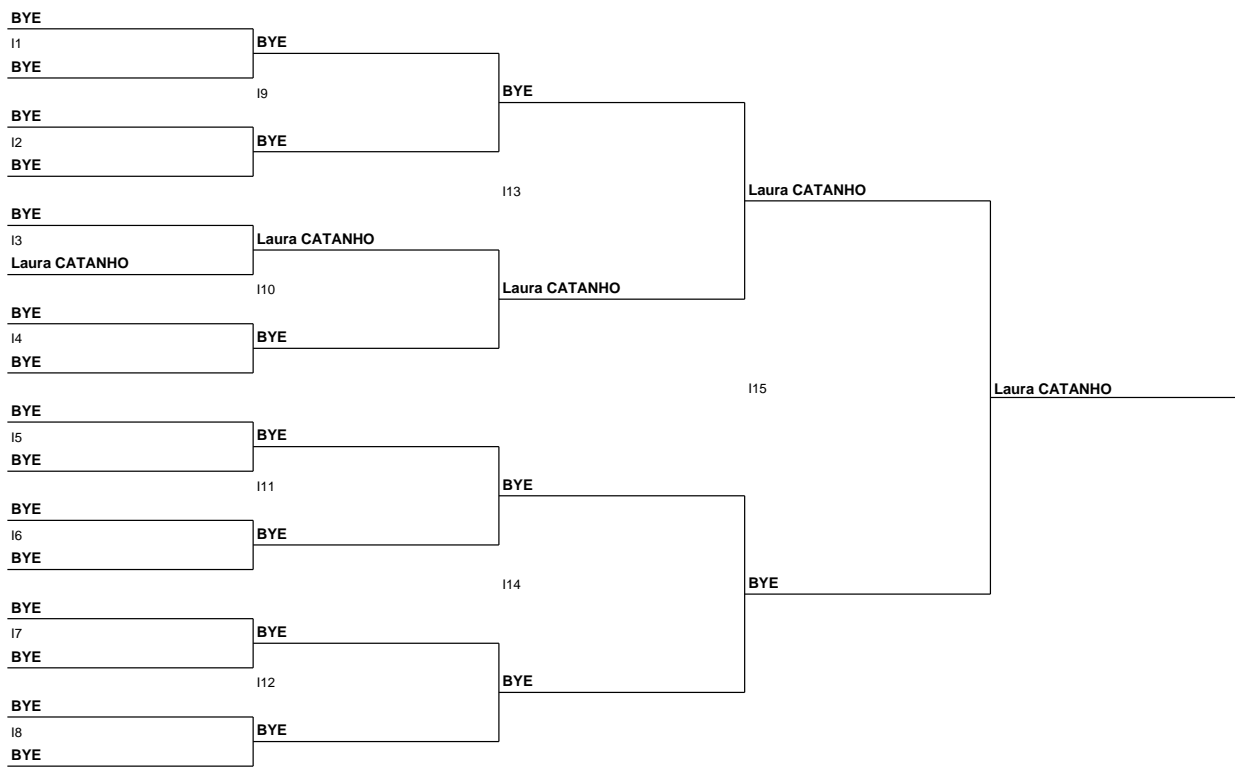 BYE
I1
BYE
BYE
I9
BYE
BYE
I2
BYE
BYE
I13
Laura CATANHO
BYE
I3
Laura CATANHO
Laura CATANHO
I10
Laura CATANHO
BYE
I4
BYE
BYE
I15
Laura CATANHO
BYE
I5
BYE
BYE
I11
BYE
BYE
I6
BYE
BYE
I14
BYE
BYE
I7
BYE
BYE
I12
BYE
BYE
I8
BYE
BYE